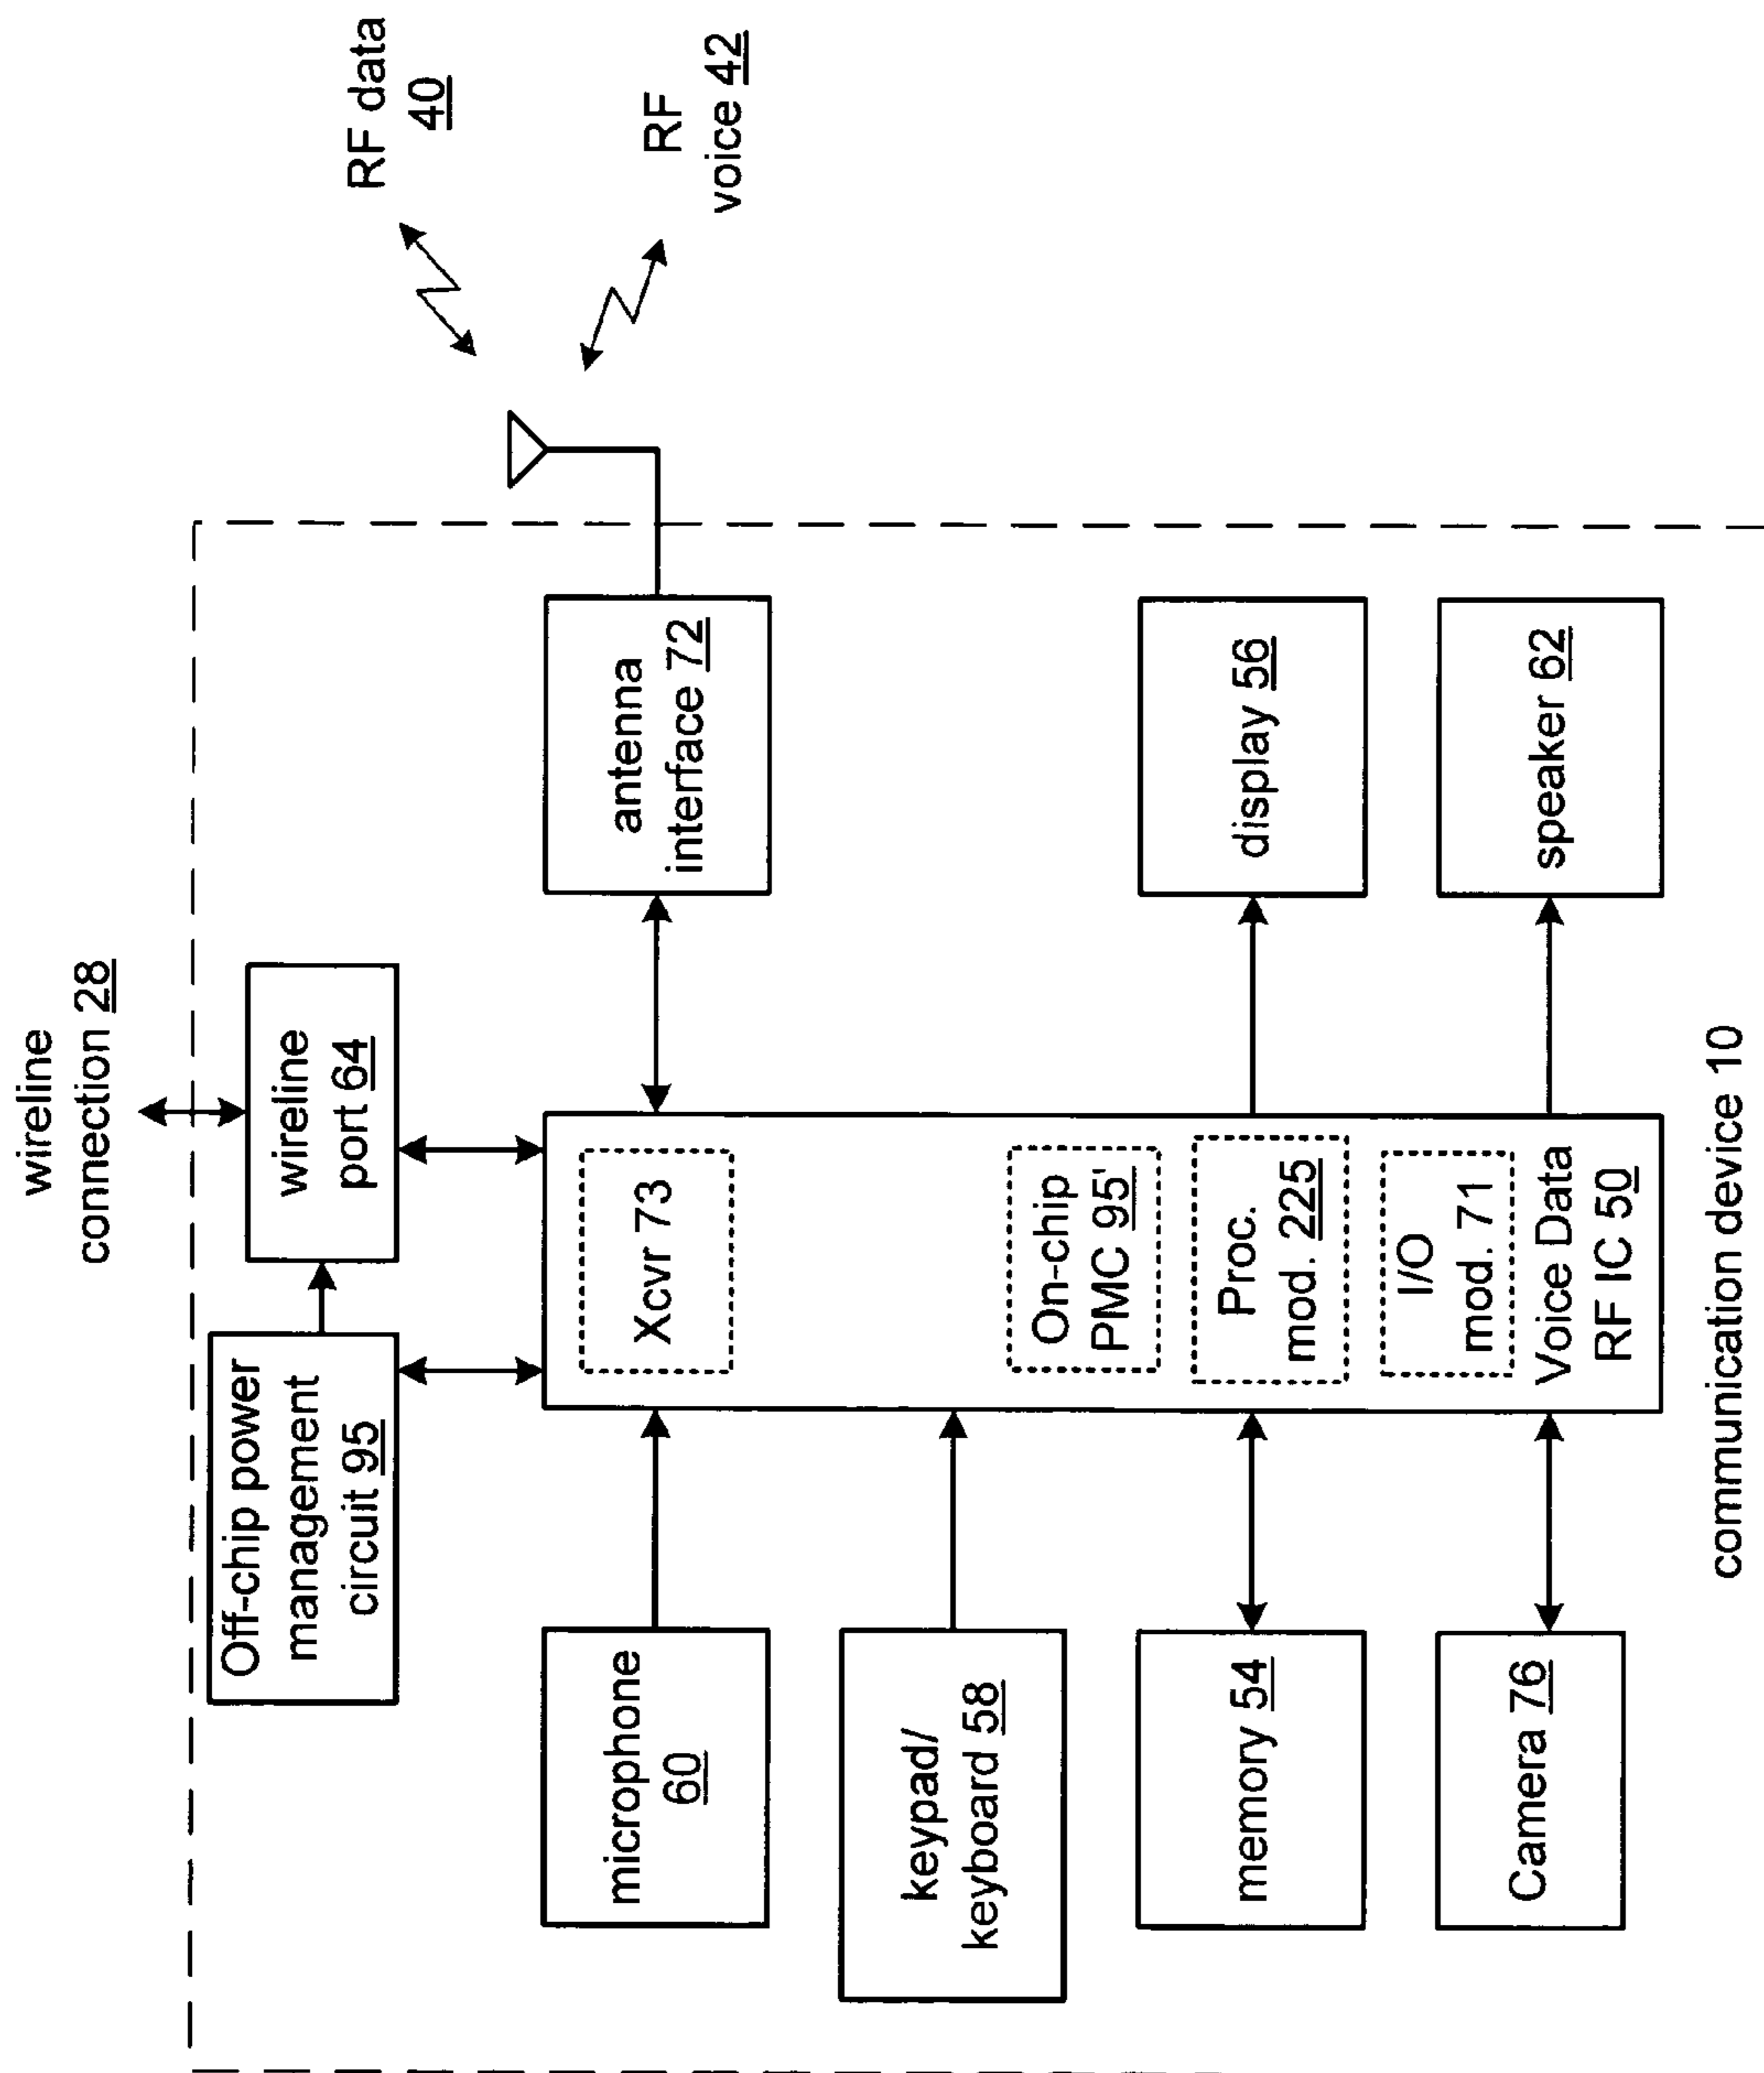 wireline
connection 28
RF data
40
RF
voice 42
Off-chip power
management
circuit 95
wireline
port 64
microphone
60
Xcvr 73
antenna
interface 72
keypad/
keyboard 58
On-chip
PMC 95'
memory 54
Proc.
mod. 225
display 56
Camera 76
I/O
mod. 71
Voice Data
RF IC 50
speaker 62
communication device 10